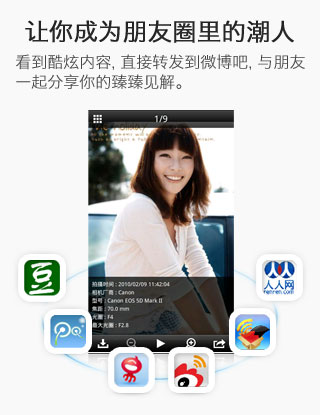 让你成为朋友圈里的潮人
看到酷炫内容, 直接转发到微博吧, 与朋友
一起分享你的臻臻见解。
1/9
拍摄时间 : 2010/02/09 11:42:04
相机厂商 : Canon
型号 : Canon EOS 5D Mark II
焦距 : 70.0 mm
光圈 : F4
最大光圈 : F2.8
豆
人人网
renren.com